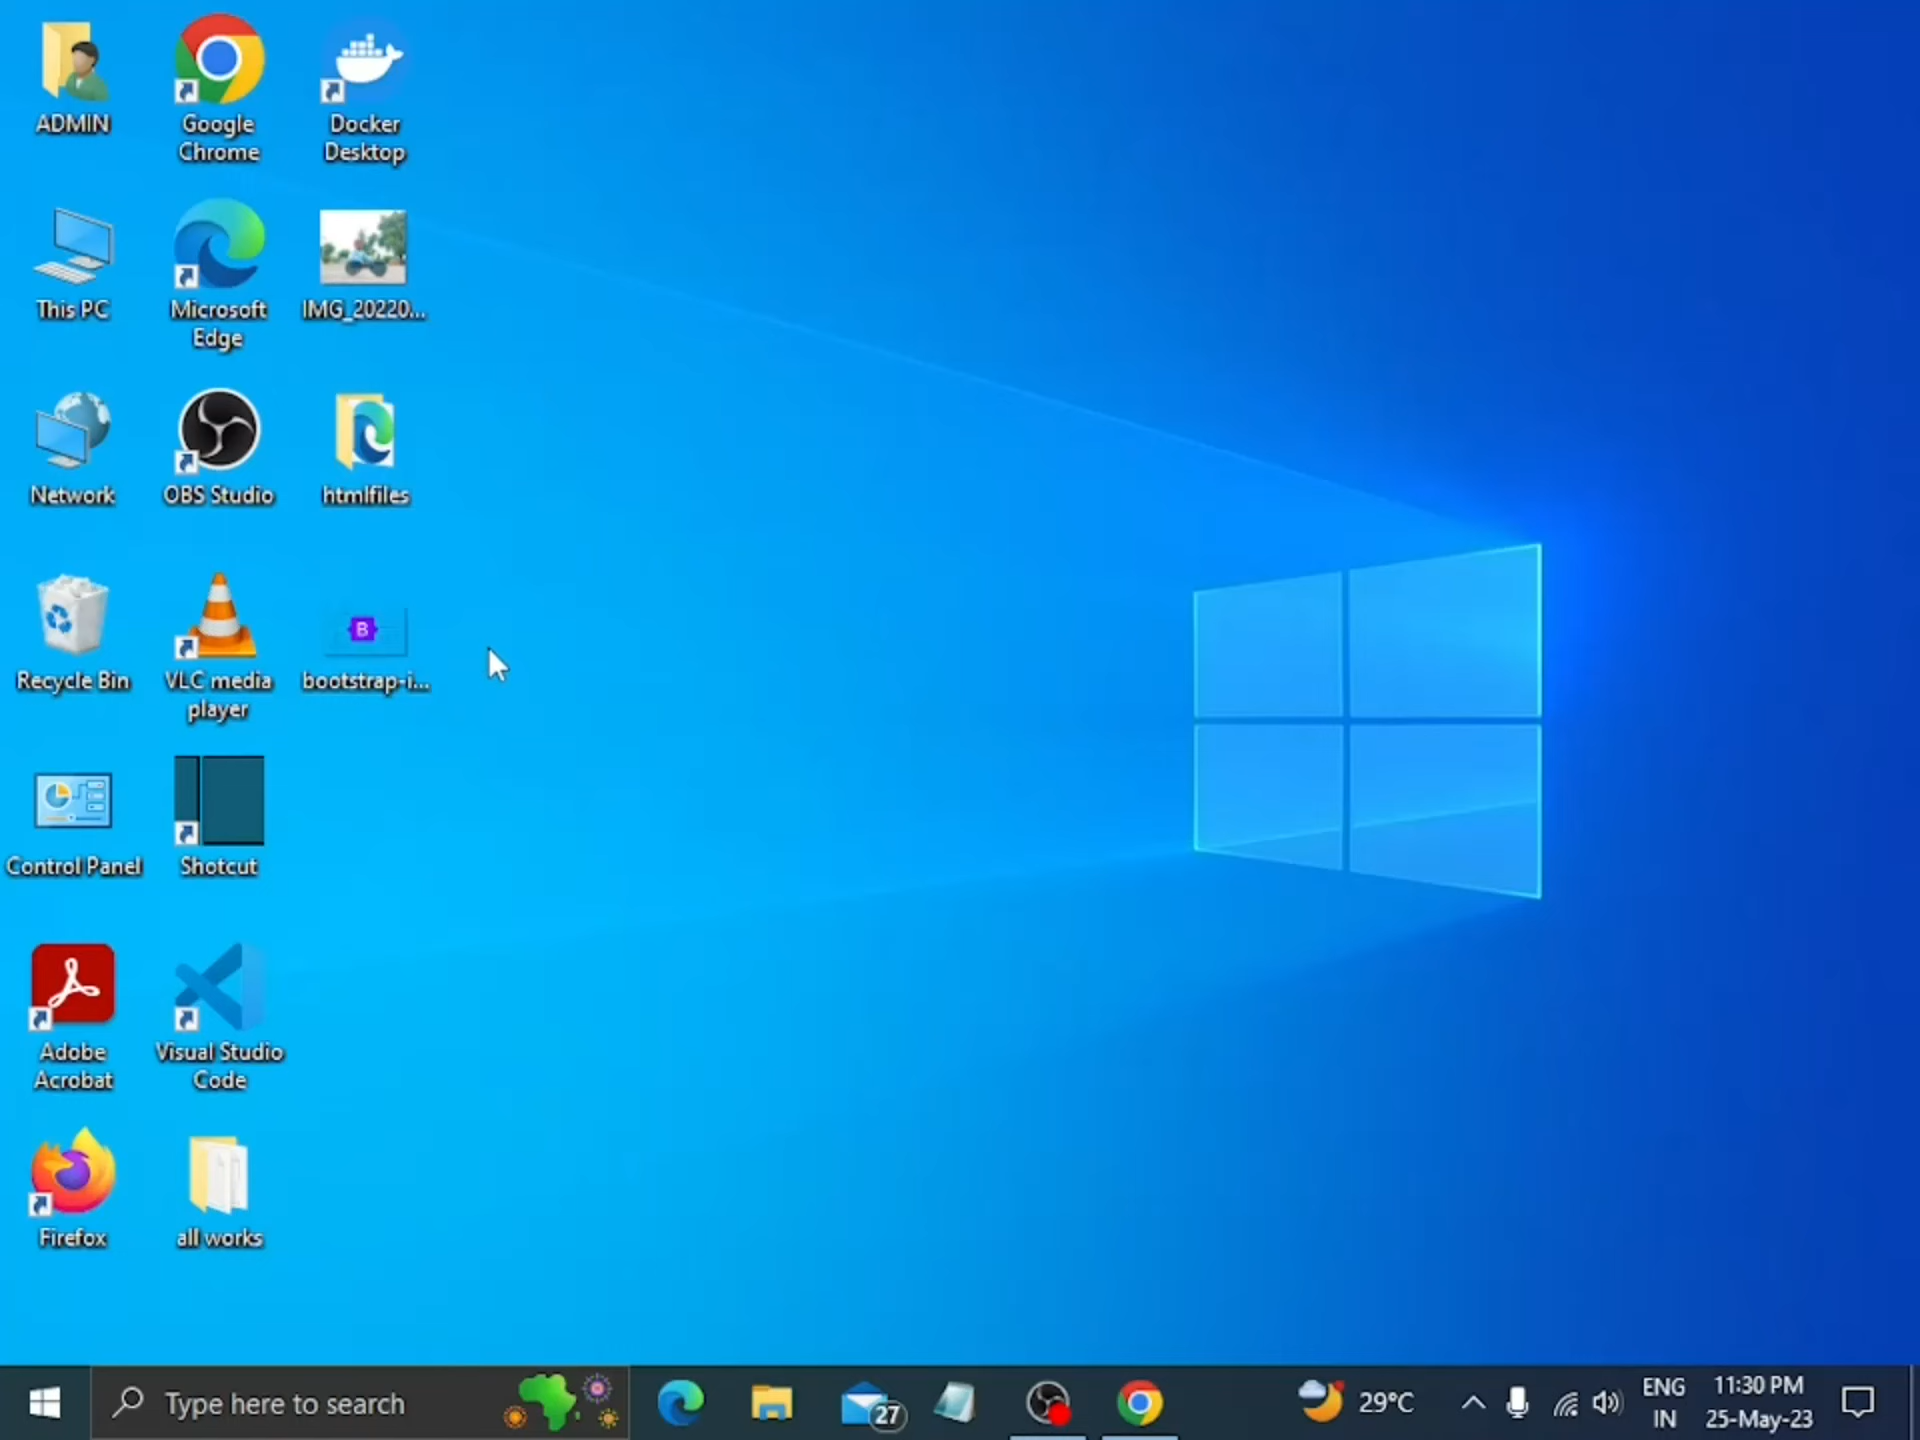 ADMIN
Google
Chrome
Docker
Desktop
This PC
Microsoft
Edge
IMG_20220...
Network
OBS Studio
htmlfiles
Recycle Bin
VLC media
player
B
bootstrap-i...
Control Panel
Shotcut
Adobe
Acrobat
Visual Studio
Code
Firefox
all works
Type here to search
27
29°C
ENG
IN
11:30 PM
25-May-23